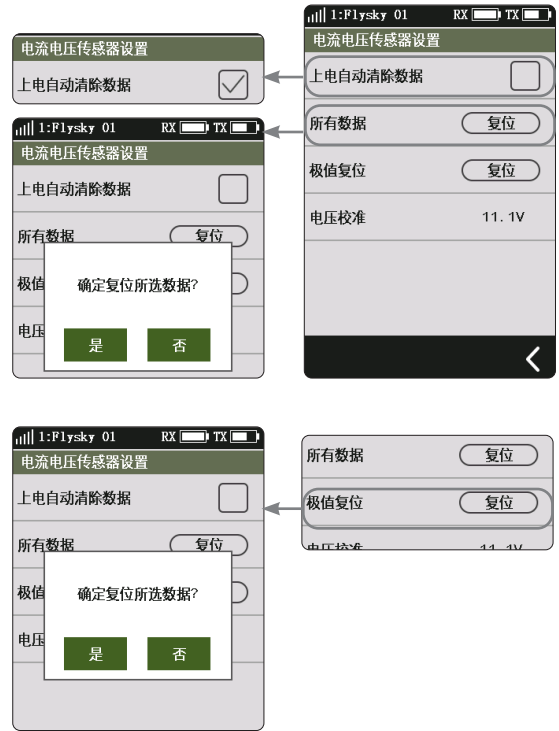 电流电压传感器设置
上电自动清除数据
1:Flysky 01 RX TX
电流电压传感器设置
上电自动清除数据
所有数据 复位
极值
电压
确定复位所选数据?
是 否
1:Flysky 01 RX TX
电流电压传感器设置
上电自动清除数据
所有数据 复位
极值复位 复位
电压校准 11.1V
1:Flysky 01 RX TX
电流电压传感器设置
上电自动清除数据
所有数据 复位
极值
电压
确定复位所选数据?
是 否
所有数据 复位
极值复位 复位
电压校准 11.1V